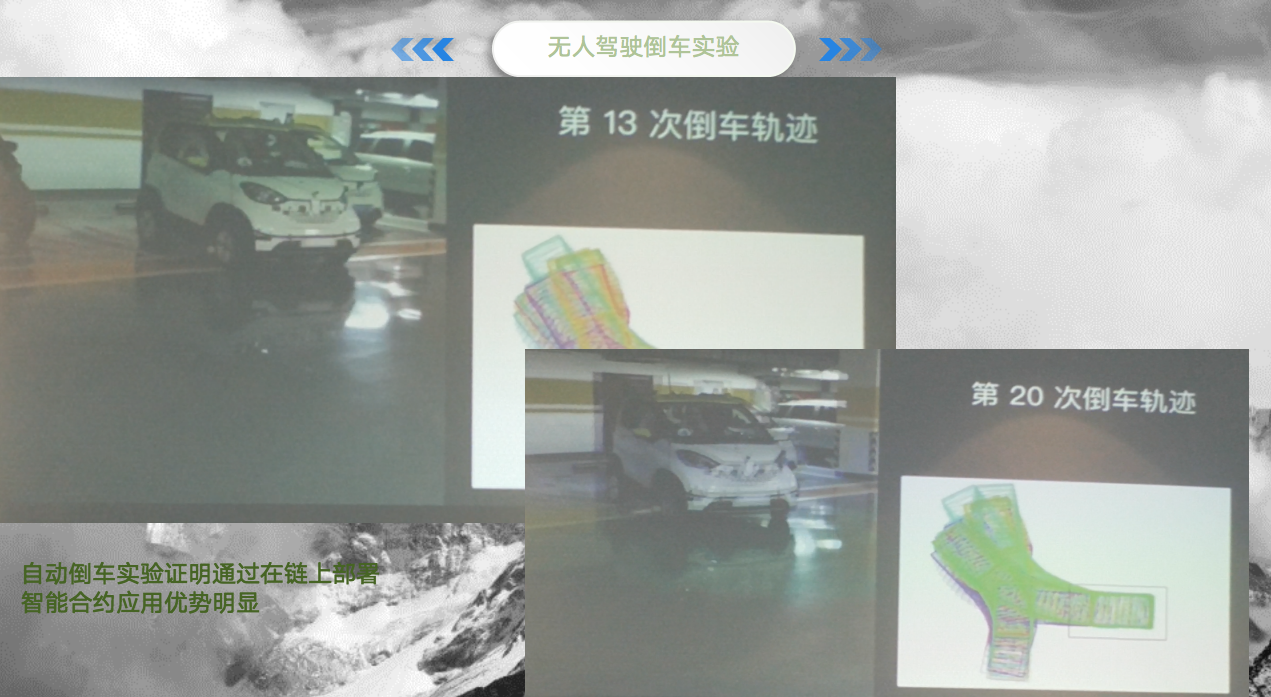 无人驾驶倒车实验
第 13 次倒车轨迹
第 20 次倒车轨迹
自动倒车实验证明通过在链上部署
智能合约应用优势明显